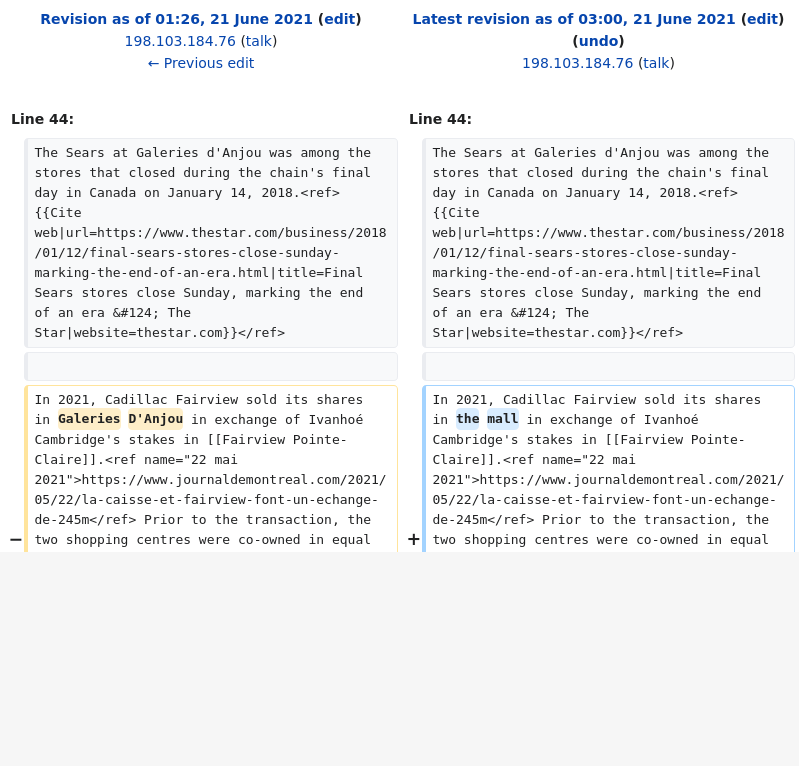 Revision as of 01:26, 21 June 2021 (edit)
198.103.184.76 (talk)
← Previous edit
Latest revision as of 03:00, 21 June 2021 (edit)
(undo)
198.103.184.76 (talk)
Line 44:
The Sears at Galeries d'Anjou was among the
stores that closed during the chain's final
day in Canada on January 14, 2018.<ref>
{{Cite
web|url=https://www.thestar.com/business/2018
/01/12/final-sears-stores-close-sunday-
marking-the-end-of-an-era.html|title=Final
Sears stores close Sunday, marking the end
of an era &#124; The
Star|website=thestar.com}}</ref>
Line 44:
The Sears at Galeries d'Anjou was among the
stores that closed during the chain's final
day in Canada on January 14, 2018.<ref>
{{Cite
web|url=https://www.thestar.com/business/2018
/01/12/final-sears-stores-close-sunday-
marking-the-end-of-an-era.html|title=Final
Sears stores close Sunday, marking the end
of an era &#124; The
Star|website=thestar.com}}</ref>
In 2021, Cadillac Fairview sold its shares
in Galeries D'Anjou in exchange of Ivanhoé
Cambridge's stakes in [[Fairview Pointe-
Claire]].<ref name="22 mai
2021">https://www.journaldemontreal.com/2021/
05/22/la-caisse-et-fairview-font-un-echange-
de-245m</ref> Prior to the transaction, the
− two shopping centres were co-owned in equal
In 2021, Cadillac Fairview sold its shares
in the mall in exchange of Ivanhoé
Cambridge's stakes in [[Fairview Pointe-
Claire]].<ref name="22 mai
2021">https://www.journaldemontreal.com/2021/
05/22/la-caisse-et-fairview-font-un-echange-
de-245m</ref> Prior to the transaction, the
+ two shopping centres were co-owned in equal